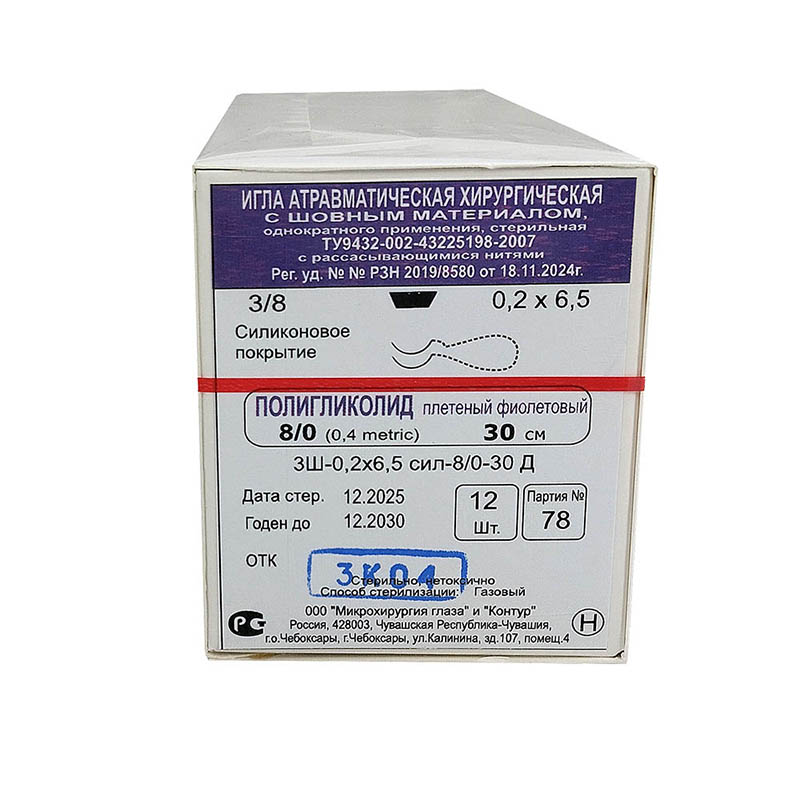 ИГЛА АТРАВМАТИЧЕСКАЯ ХИРУРГИЧЕСКАЯ
С ШОВНЫМ МАТЕРИАЛОМ,
однократного применения, стерильная
ТУ9432-002-43225198-2007
с рассасывающимися нитями
Рег. уд. № № РЗН 2019/8580 от 18.11.2024г.
3/8 0,2 x 6,5
Силиконовое
покрытие
ПОЛИГЛИКОЛИД плетеный фиолетовый
8/0 (0,4 metric) 30 см
3Ш-0,2x6,5 сил-8/0-30 Д
Дата стер. 12.2025
Годен до 12.2030
12
Шт.
Партия №
78
ОТК
3К04
Стерильно, нетоксично
Способ стерилизации: Газовый
ООО "Микрохирургия глаза" и "Контур"
Россия, 428003, Чувашская Республика-Чувашия,
г.о.Чебоксары, г.Чебоксары, ул.Калинина, зд.107, помещ.4
РС
Н